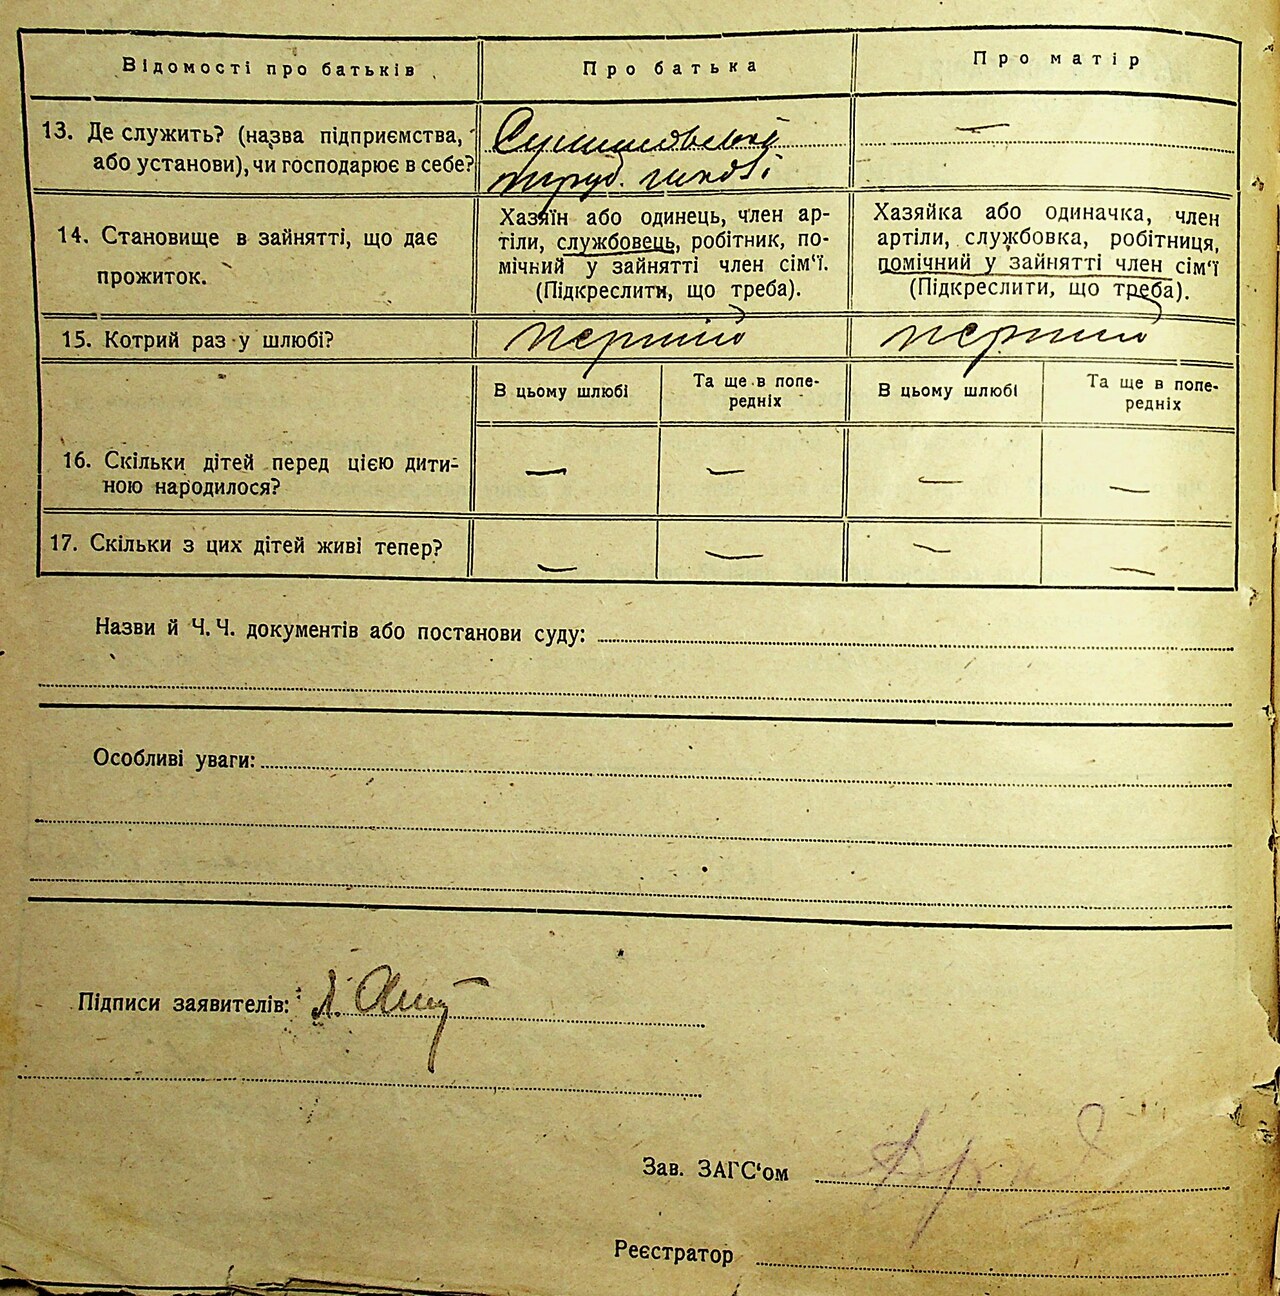 Відомості про батьків
Про батька
Про матір
13. Де служить? (назва підприємства,
або установи), чи господарює в себе?
труд. школі
—
14. Становище в зайнятті, що дає
прожиток.
Хазяїн або одинець, член ар-
тіли, службовець, робітник, по-
мічний у зайнятті член сім'ї.
(Підкреслити, що треба).
Хазяйка або одиначка, член
артіли, службовка, робітниця,
помічний у зайнятті член сім'ї
(Підкреслити, що треба).
15. Котрий раз у шлюбі?
перший
перший
В цьому шлюбі
Та ще в попе-
редніх
В цьому шлюбі
Та ще в попе-
редніх
16. Скільки дітей перед цією дити-
ною народилося?
— — — —
17. Скільки з цих дітей живі тепер?
— — — —
Назви й Ч. Ч. документів або постанови суду:
Особливі уваги:
Підписи заявителів:
Зав. ЗАГС'ом
Реєстратор